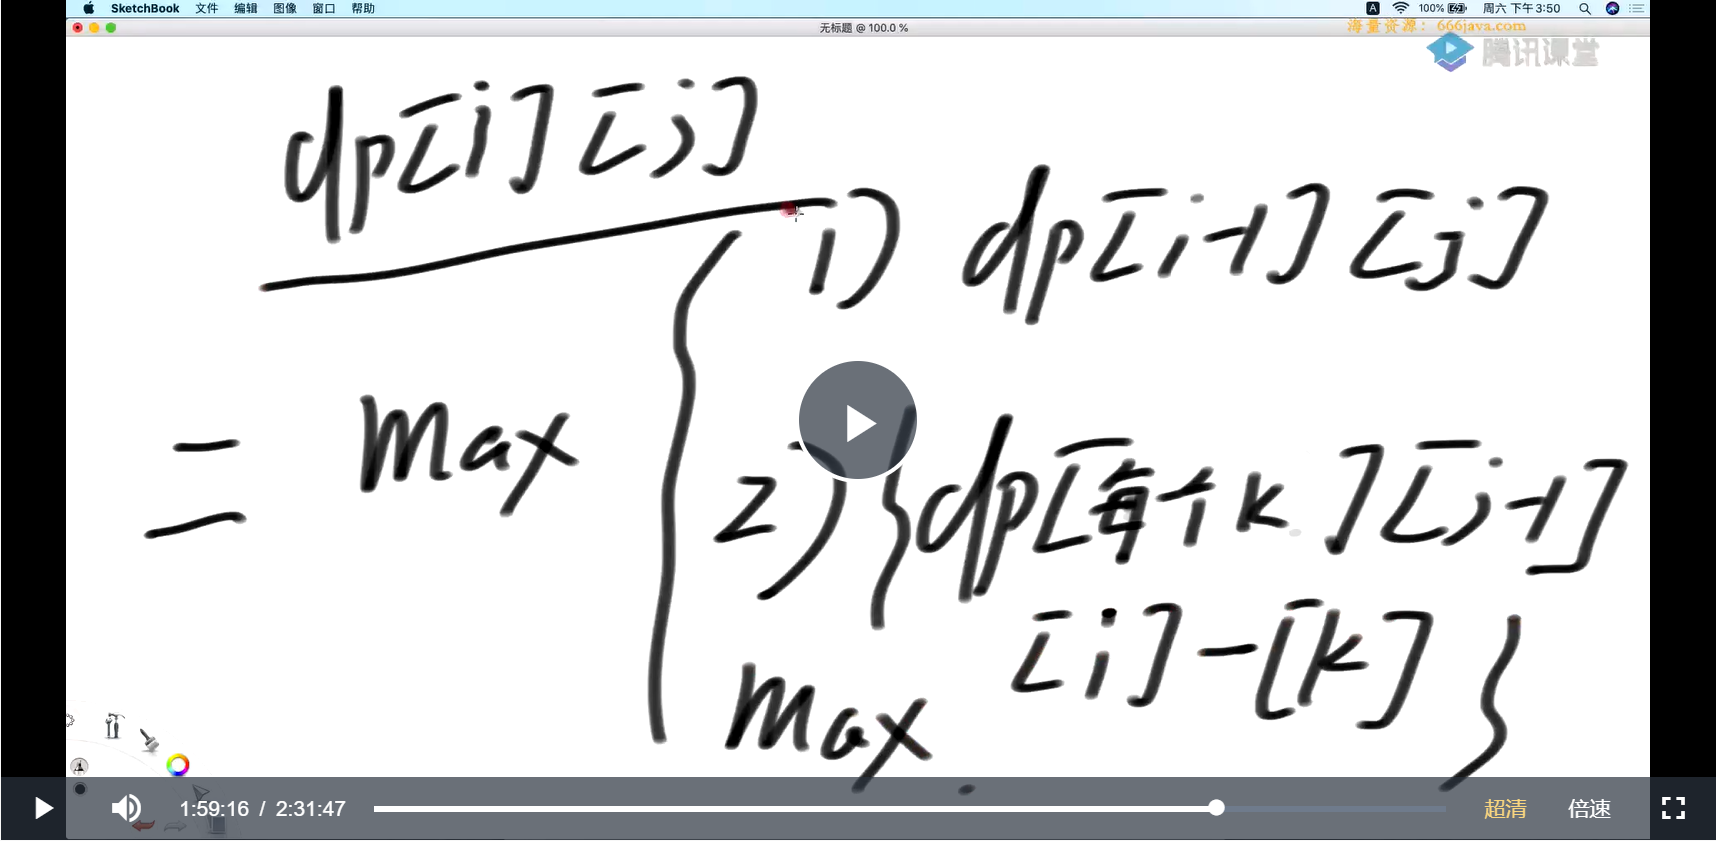 SketchBook 文件 编辑 图像 窗口 帮助 A 100% 周六 下午3:50
无标题 @ 100.0 %
海量资源：666java.com
腾讯课堂
dp[i][j]
1) dp[i-1][j]
= max
2) {dp[每个k][j-1]
[i]-[k]}
max
1:59:16 / 2:31:47 超清 倍速